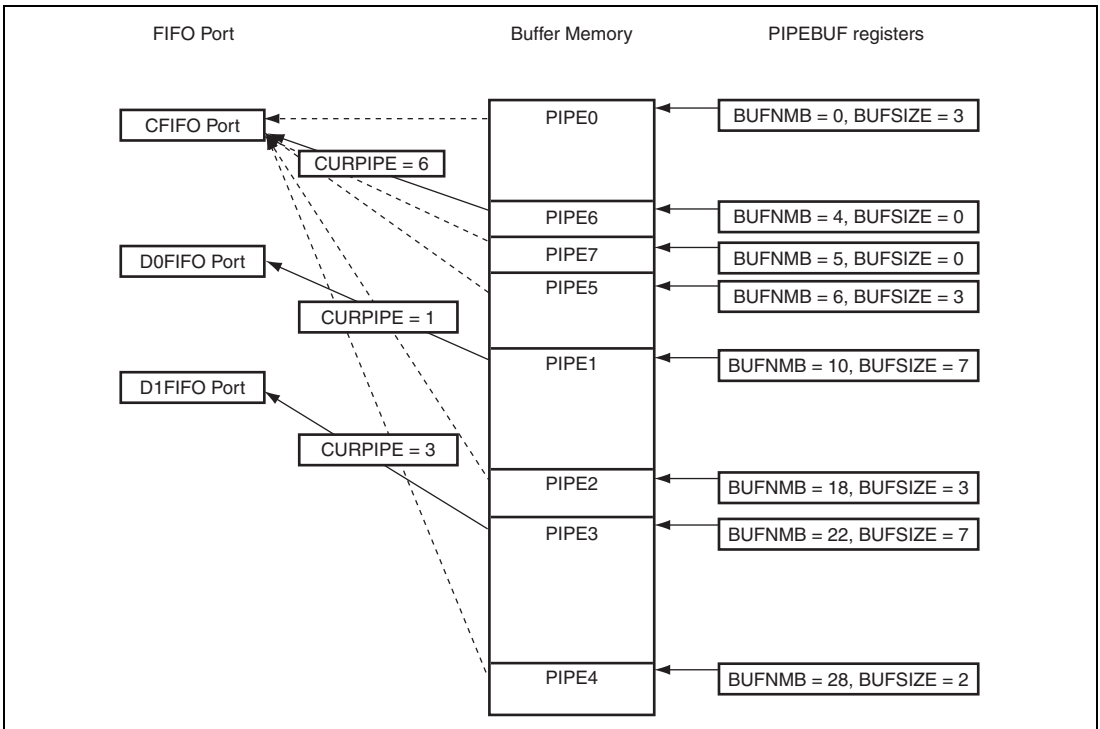 FIFO Port
Buffer Memory
PIPEBUF registers
CFIFO Port
CURPIPE = 6
D0FIFO Port
CURPIPE = 1
D1FIFO Port
CURPIPE = 3
PIPE0
PIPE6
PIPE7
PIPE5
PIPE1
PIPE2
PIPE3
PIPE4
BUFNMB = 0, BUFSIZE = 3
BUFNMB = 4, BUFSIZE = 0
BUFNMB = 5, BUFSIZE = 0
BUFNMB = 6, BUFSIZE = 3
BUFNMB = 10, BUFSIZE = 7
BUFNMB = 18, BUFSIZE = 3
BUFNMB = 22, BUFSIZE = 7
BUFNMB = 28, BUFSIZE = 2